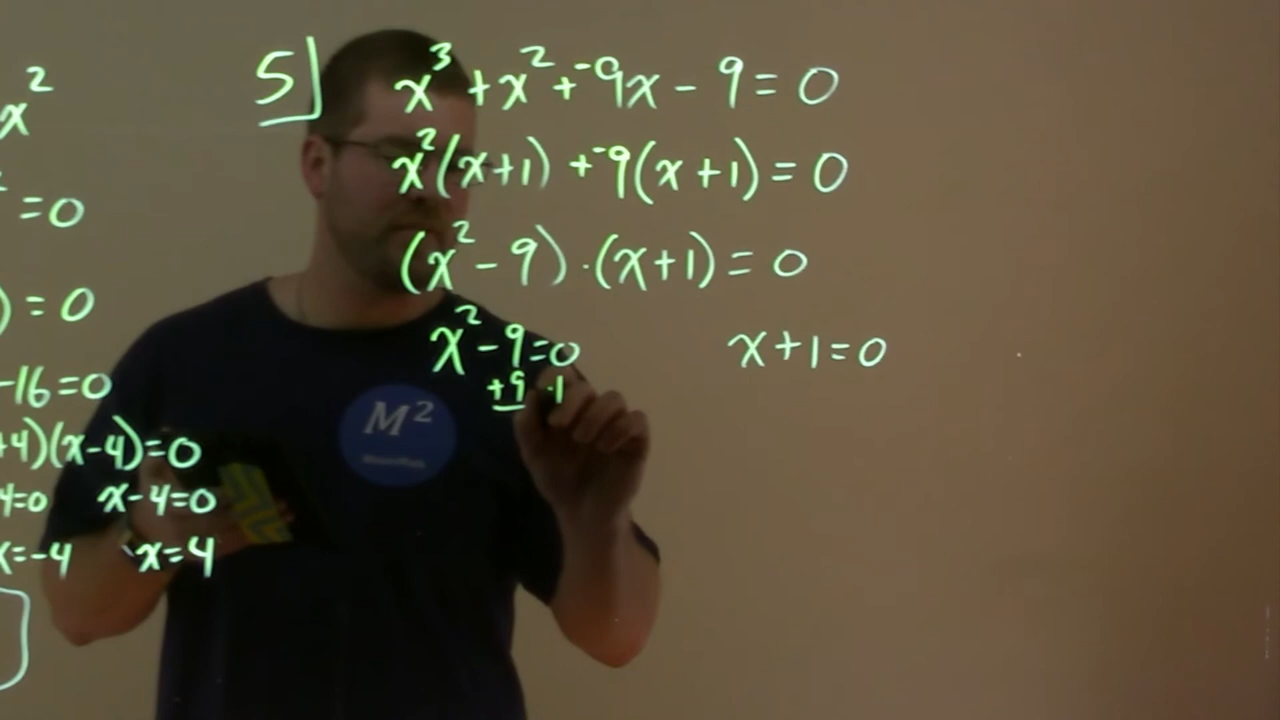 x²
=0
)=0
-16=0
+4)(x-4)=0
4=0 x-4=0
x=-4 x=4
5
x³+x²+⁻9x-9=0
x²(x+1)+⁻9(x+1)=0
(x²-9)·(x+1)=0
x²-9=0 x+1=0
+9
M²